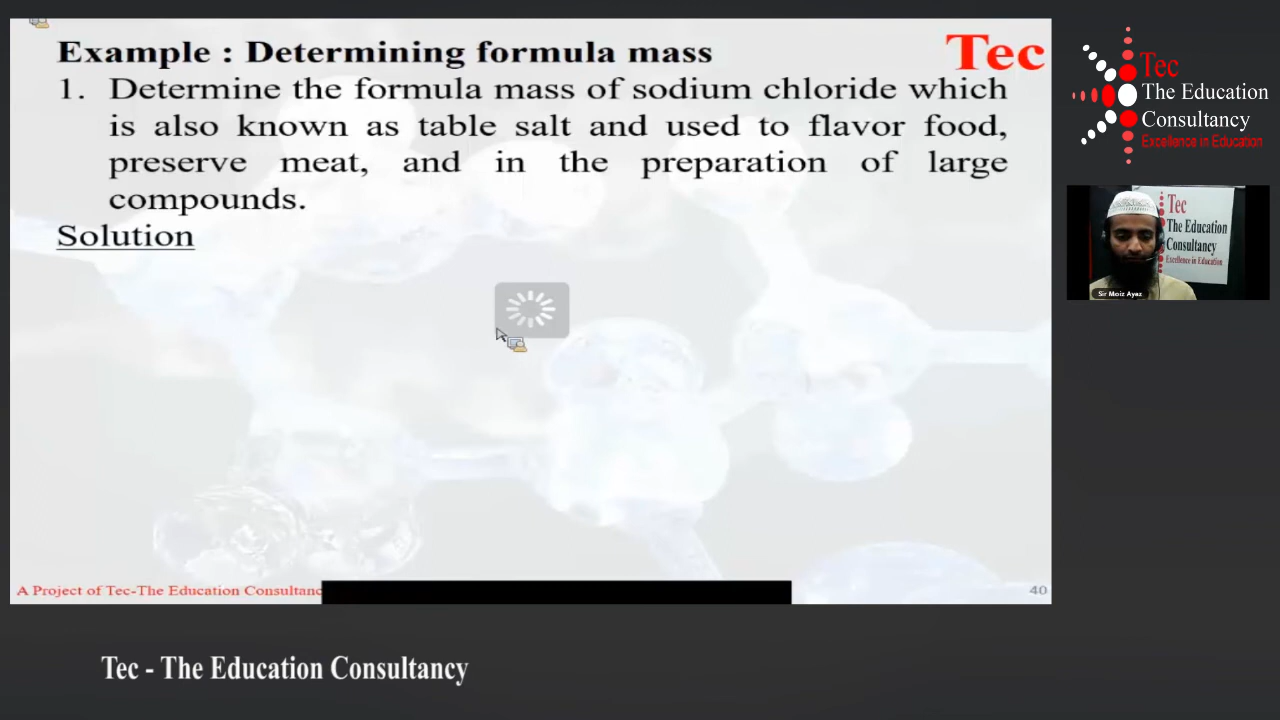 Example : Determining formula mass
Tec
1. Determine the formula mass of sodium chloride which
is also known as table salt and used to flavor food,
preserve meat, and in the preparation of large
compounds.
Solution
A Project of Tec-The Education Consultanc
40
Tec
The Education
Consultancy
Excellence in Education
Tec
The Education
Consultancy
Excellence in Education
Sir Moiz Ayaz
Tec - The Education Consultancy